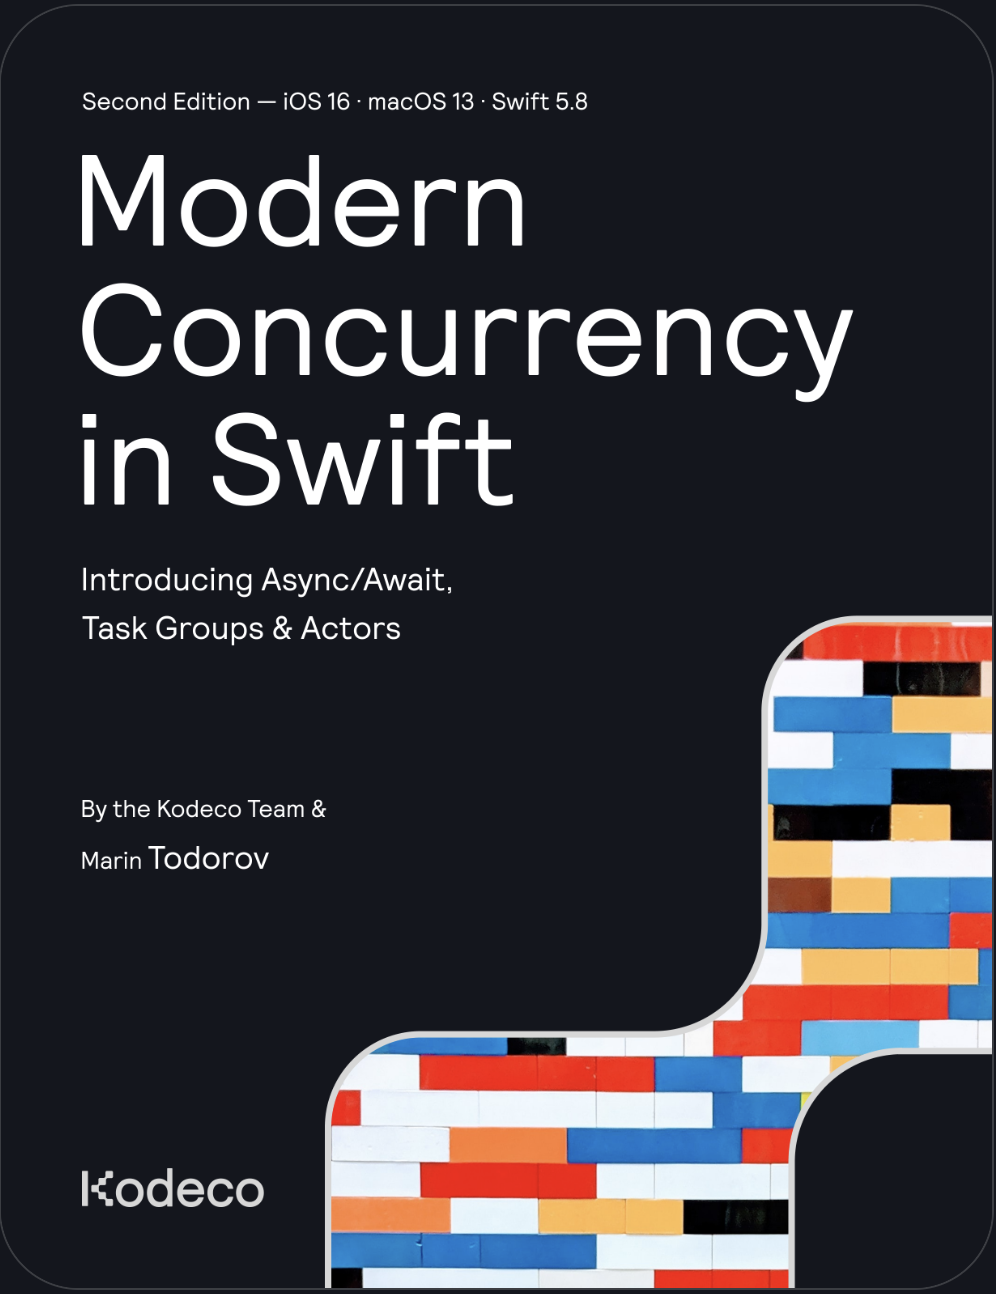 Second Edition — iOS 16 · macOS 13 · Swift 5.8
Modern
Concurrency
in Swift
Introducing Async/Await,
Task Groups & Actors
By the Kodeco Team &
Marin Todorov
Kodeco